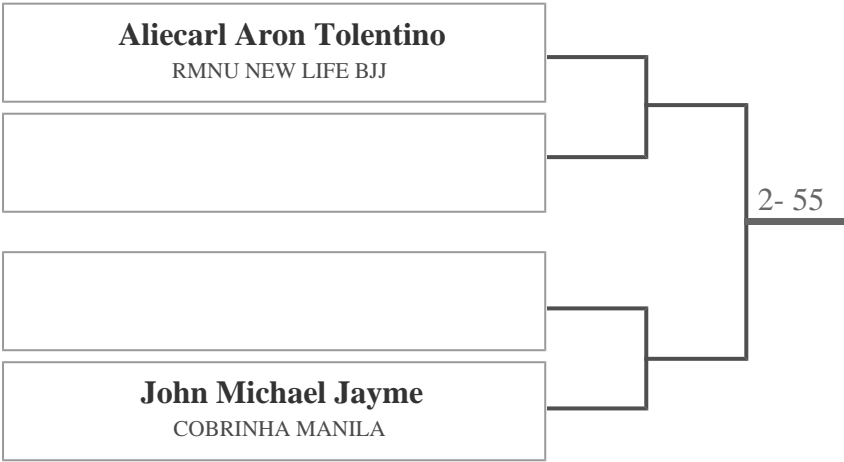 Aliecarl Aron Tolentino
RMNU NEW LIFE BJJ
2- 55
John Michael Jayme
COBRINHA MANILA